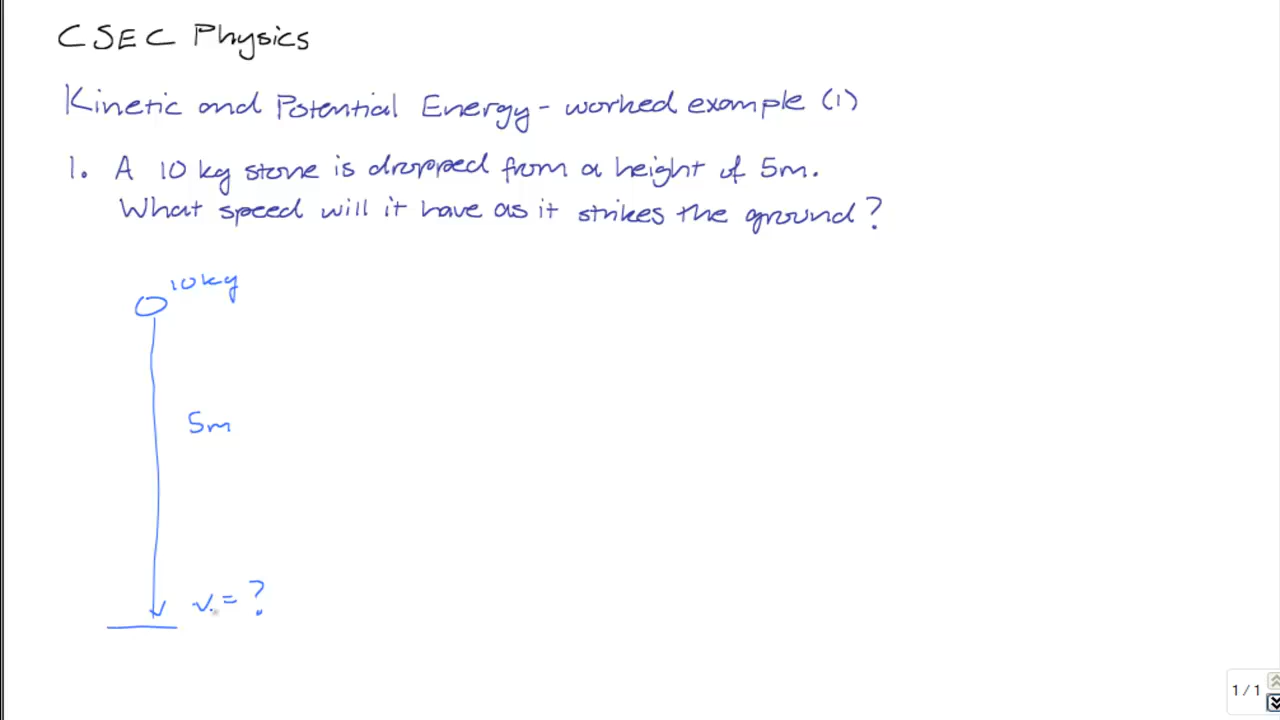 CSEC Physics
Kinetic and Potential Energy - worked example (1)
1. A 10 kg stone is dropped from a height of 5m.
What speed will it have as it strikes the ground?
10kg
5m
v = ?
1 / 1